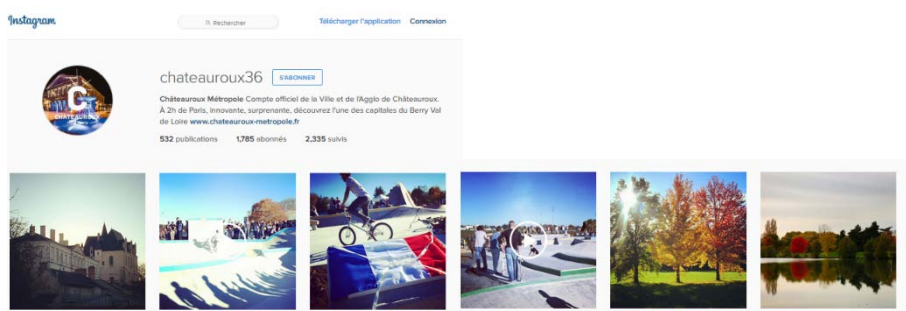 Instagram
Rechercher
Télécharger l'application Connexion
C
CHATEAUROUX
chateauroux36 S'ABONNER
Châteauroux Métropole Compte officiel de la Ville et de l'Agglo de Châteauroux.
À 2h de Paris, innovante, surprenante, découvrez l'une des capitales du Berry Val
de Loire www.chateauroux-metropole.fr
532 publications 1,785 abonnés 2,335 suivis